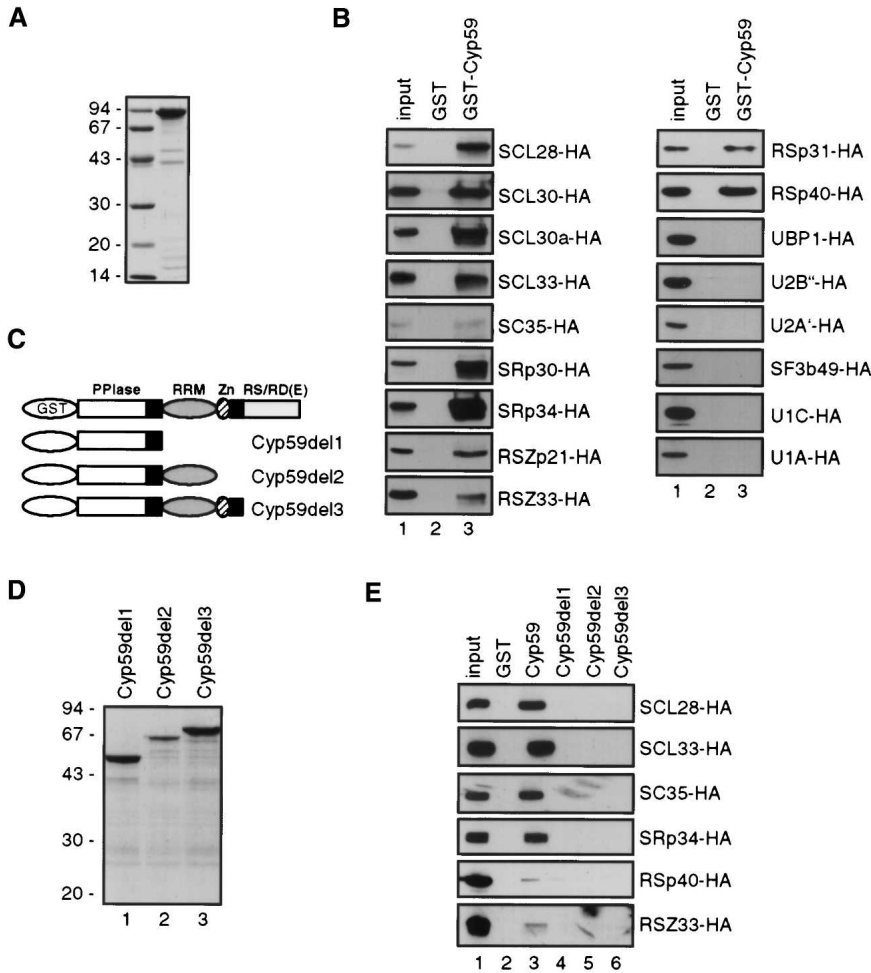 A
94 -
67 -
43 -
30 -
20 -
14 -
B
input
GST
GST-Cyp59
SCL28-HA
SCL30-HA
SCL30a-HA
SCL33-HA
SC35-HA
SRp30-HA
SRp34-HA
RSZp21-HA
RSZ33-HA
1 2 3
input
GST
GST-Cyp59
RSp31-HA
RSp40-HA
UBP1-HA
U2B"-HA
U2A'-HA
SF3b49-HA
U1C-HA
U1A-HA
1 2 3
C
PPIase RRM Zn RS/RD(E)
GST
Cyp59del1
Cyp59del2
Cyp59del3
D
Cyp59del1
Cyp59del2
Cyp59del3
94 -
67 -
43 -
30 -
20 -
1 2 3
E
input
GST
Cyp59
Cyp59del1
Cyp59del2
Cyp59del3
SCL28-HA
SCL33-HA
SC35-HA
SRp34-HA
RSp40-HA
RSZ33-HA
1 2 3 4 5 6